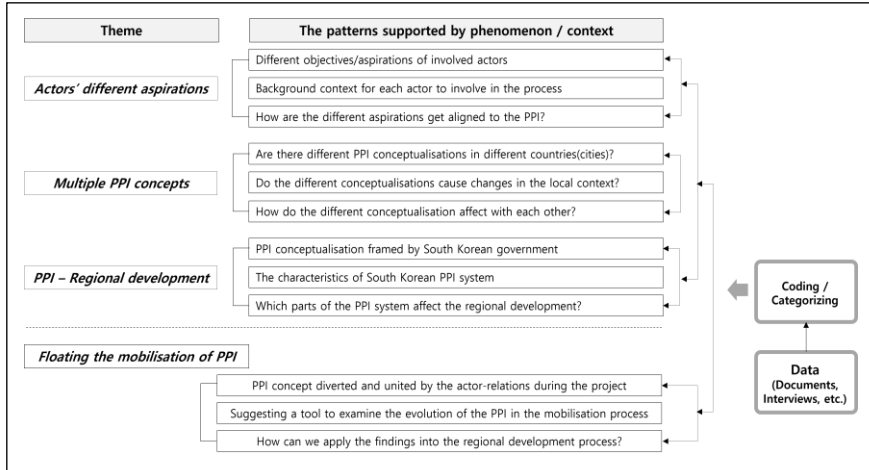 Theme
The patterns supported by phenomenon / context
Different objectives/aspirations of involved actors
Actors' different aspirations
Background context for each actor to involve in the process
How are the different aspirations get aligned to the PPI?
Are there different PPI conceptualisations in different countries(cities)?
Multiple PPI concepts
Do the different conceptualisations cause changes in the local context?
How do the different conceptualisation affect with each other?
PPI conceptualisation framed by South Korean government
PPI – Regional development
The characteristics of South Korean PPI system
Which parts of the PPI system affect the regional development?
Coding /
Categorizing
Floating the mobilisation of PPI
PPI concept diverted and united by the actor-relations during the project
Suggesting a tool to examine the evolution of the PPI in the mobilisation process
How can we apply the findings into the regional development process?
Data
(Documents,
Interviews, etc.)